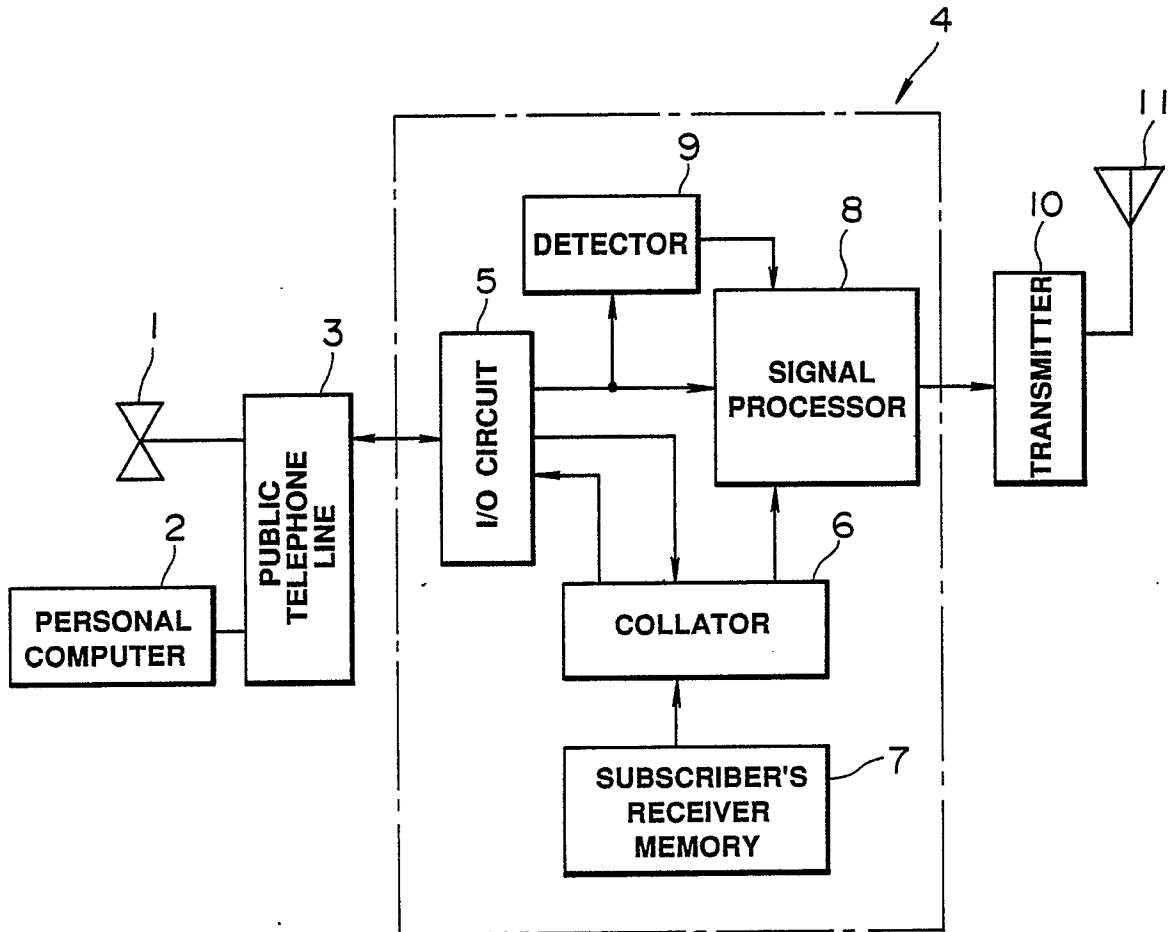 4
11
9
DETECTOR
8
10
5
1
3
SIGNAL
PROCESSOR
TRANSMITTER
I/O CIRCUIT
PUBLIC
TELEPHONE
LINE
2
PERSONAL
COMPUTER
6
COLLATOR
7
SUBSCRIBER'S
RECEIVER
MEMORY